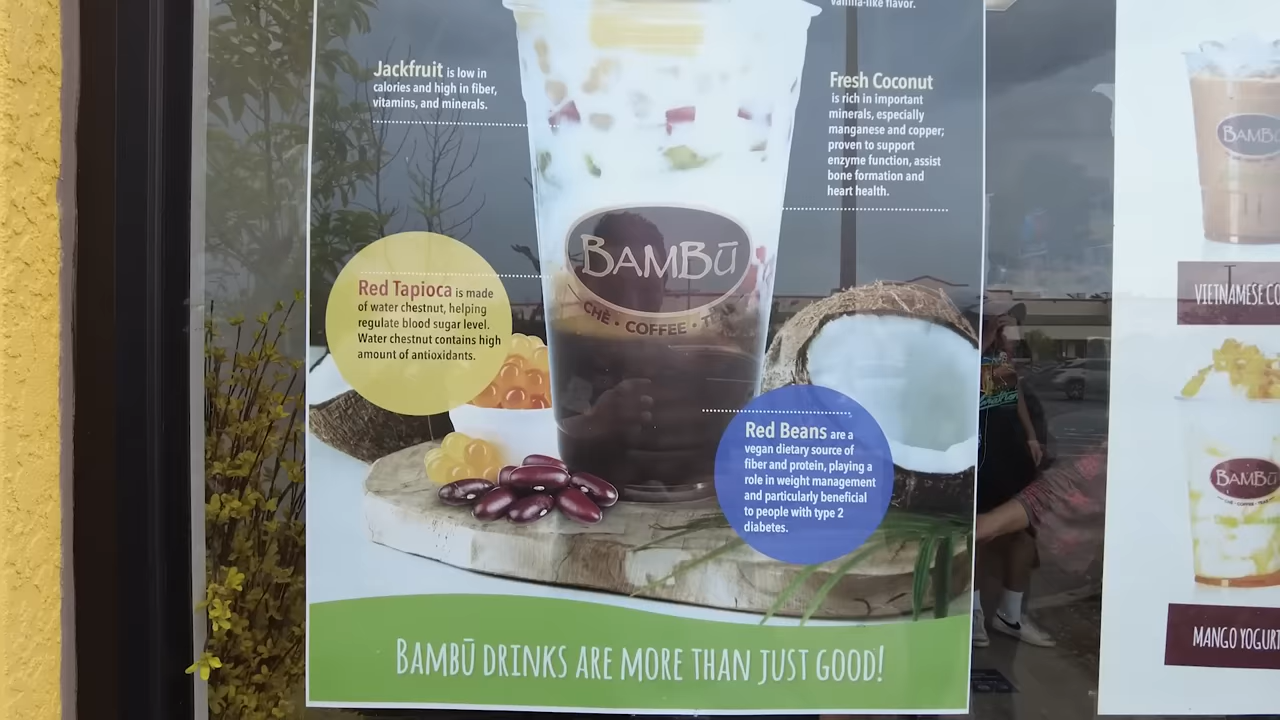 vanilla-like flavor.
Jackfruit is low in
calories and high in fiber,
vitamins, and minerals.
Fresh Coconut
is rich in important
minerals, especially
manganese and copper;
proven to support
enzyme function, assist
bone formation and
heart health.
BAMBŪ
CHÈ • COFFEE •
Red Tapioca is made
of water chestnut, helping
regulate blood sugar level.
Water chestnut contains high
amount of antioxidants.
Red Beans are a
vegan dietary source of
fiber and protein, playing a
role in weight management
and particularly beneficial
to people with type 2
diabetes.
BAMBŪ DRINKS ARE MORE THAN JUST GOOD!
BAMBŪ
VIETNAMESE CO
BAMBŪ
MANGO YOGURT